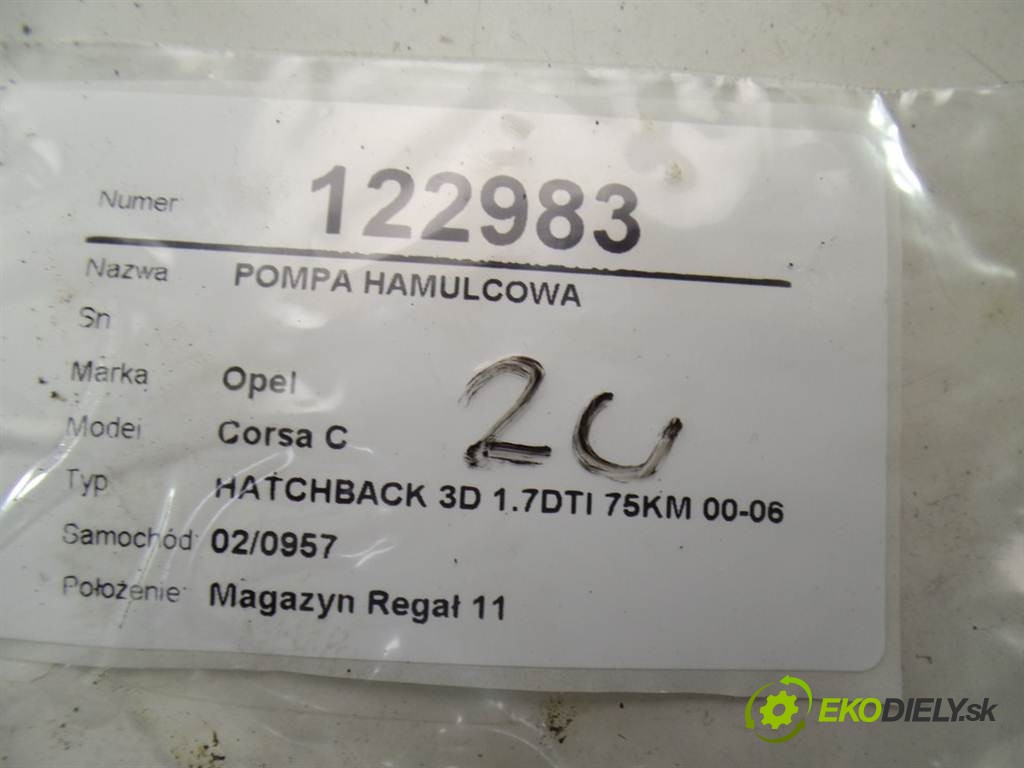 Numer 122983
Nazwa POMPA HAMULCOWA
Sn
Marka Opel
Model Corsa C
Typ HATCHBACK 3D 1.7DTI 75KM 00-06
Samochód: 02/0957
Położenie: Magazyn Regał 11
EKODIELY.sk